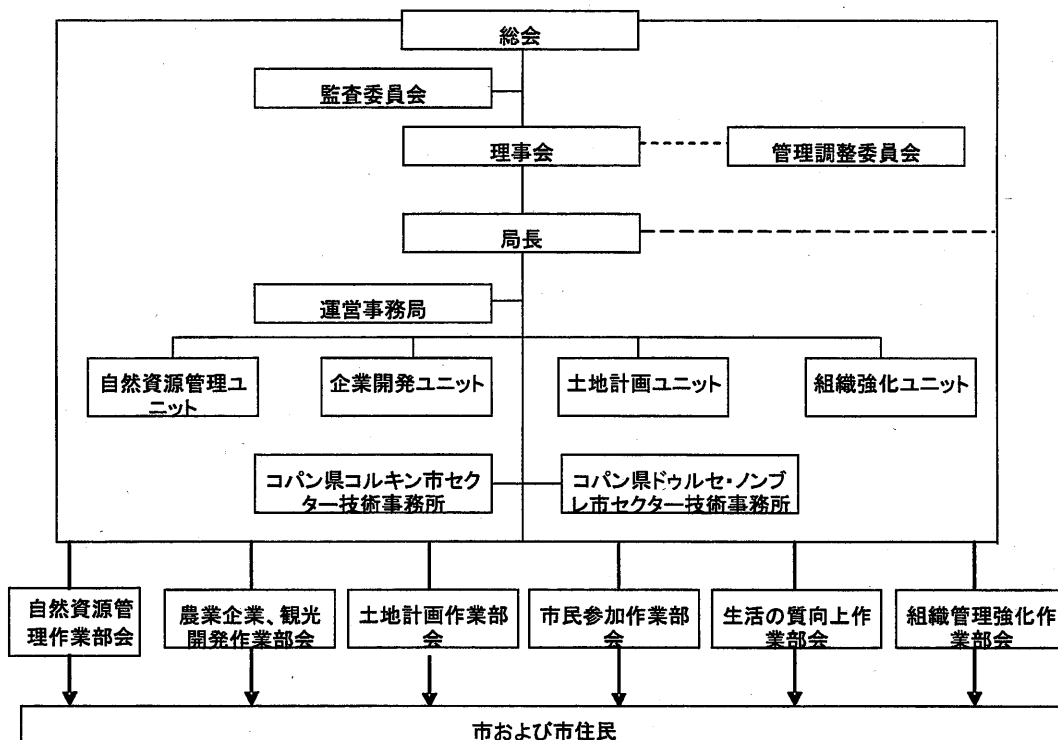 総会
監査委員会
理事会
管理調整委員会
局長
運営事務局
自然資源管理ユ
ニット
企業開発ユニット
土地計画ユニット
組織強化ユニット
コパン県コルキン市セク
ター技術事務所
コパン県ドゥルセ・ノンブ
レ市セクター技術事務所
自然資源管
理作業部会
農業企業、観光
開発作業部会
土地計画作業部
会
市民参加作業部
会
生活の質向上作
業部会
組織管理強化作
業部会
市および市住民